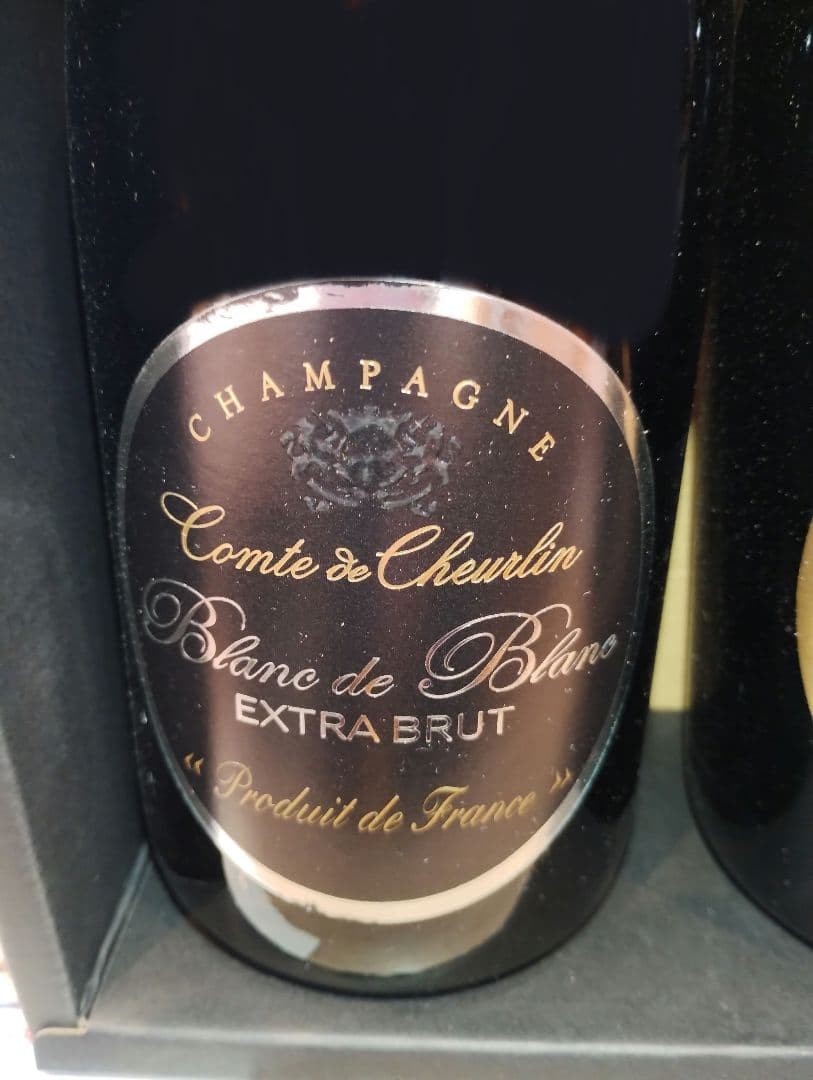 CHAMPAGNE
Comte de Cheurlin
Blanc de Blanc
EXTRA BRUT
« Produit de France »